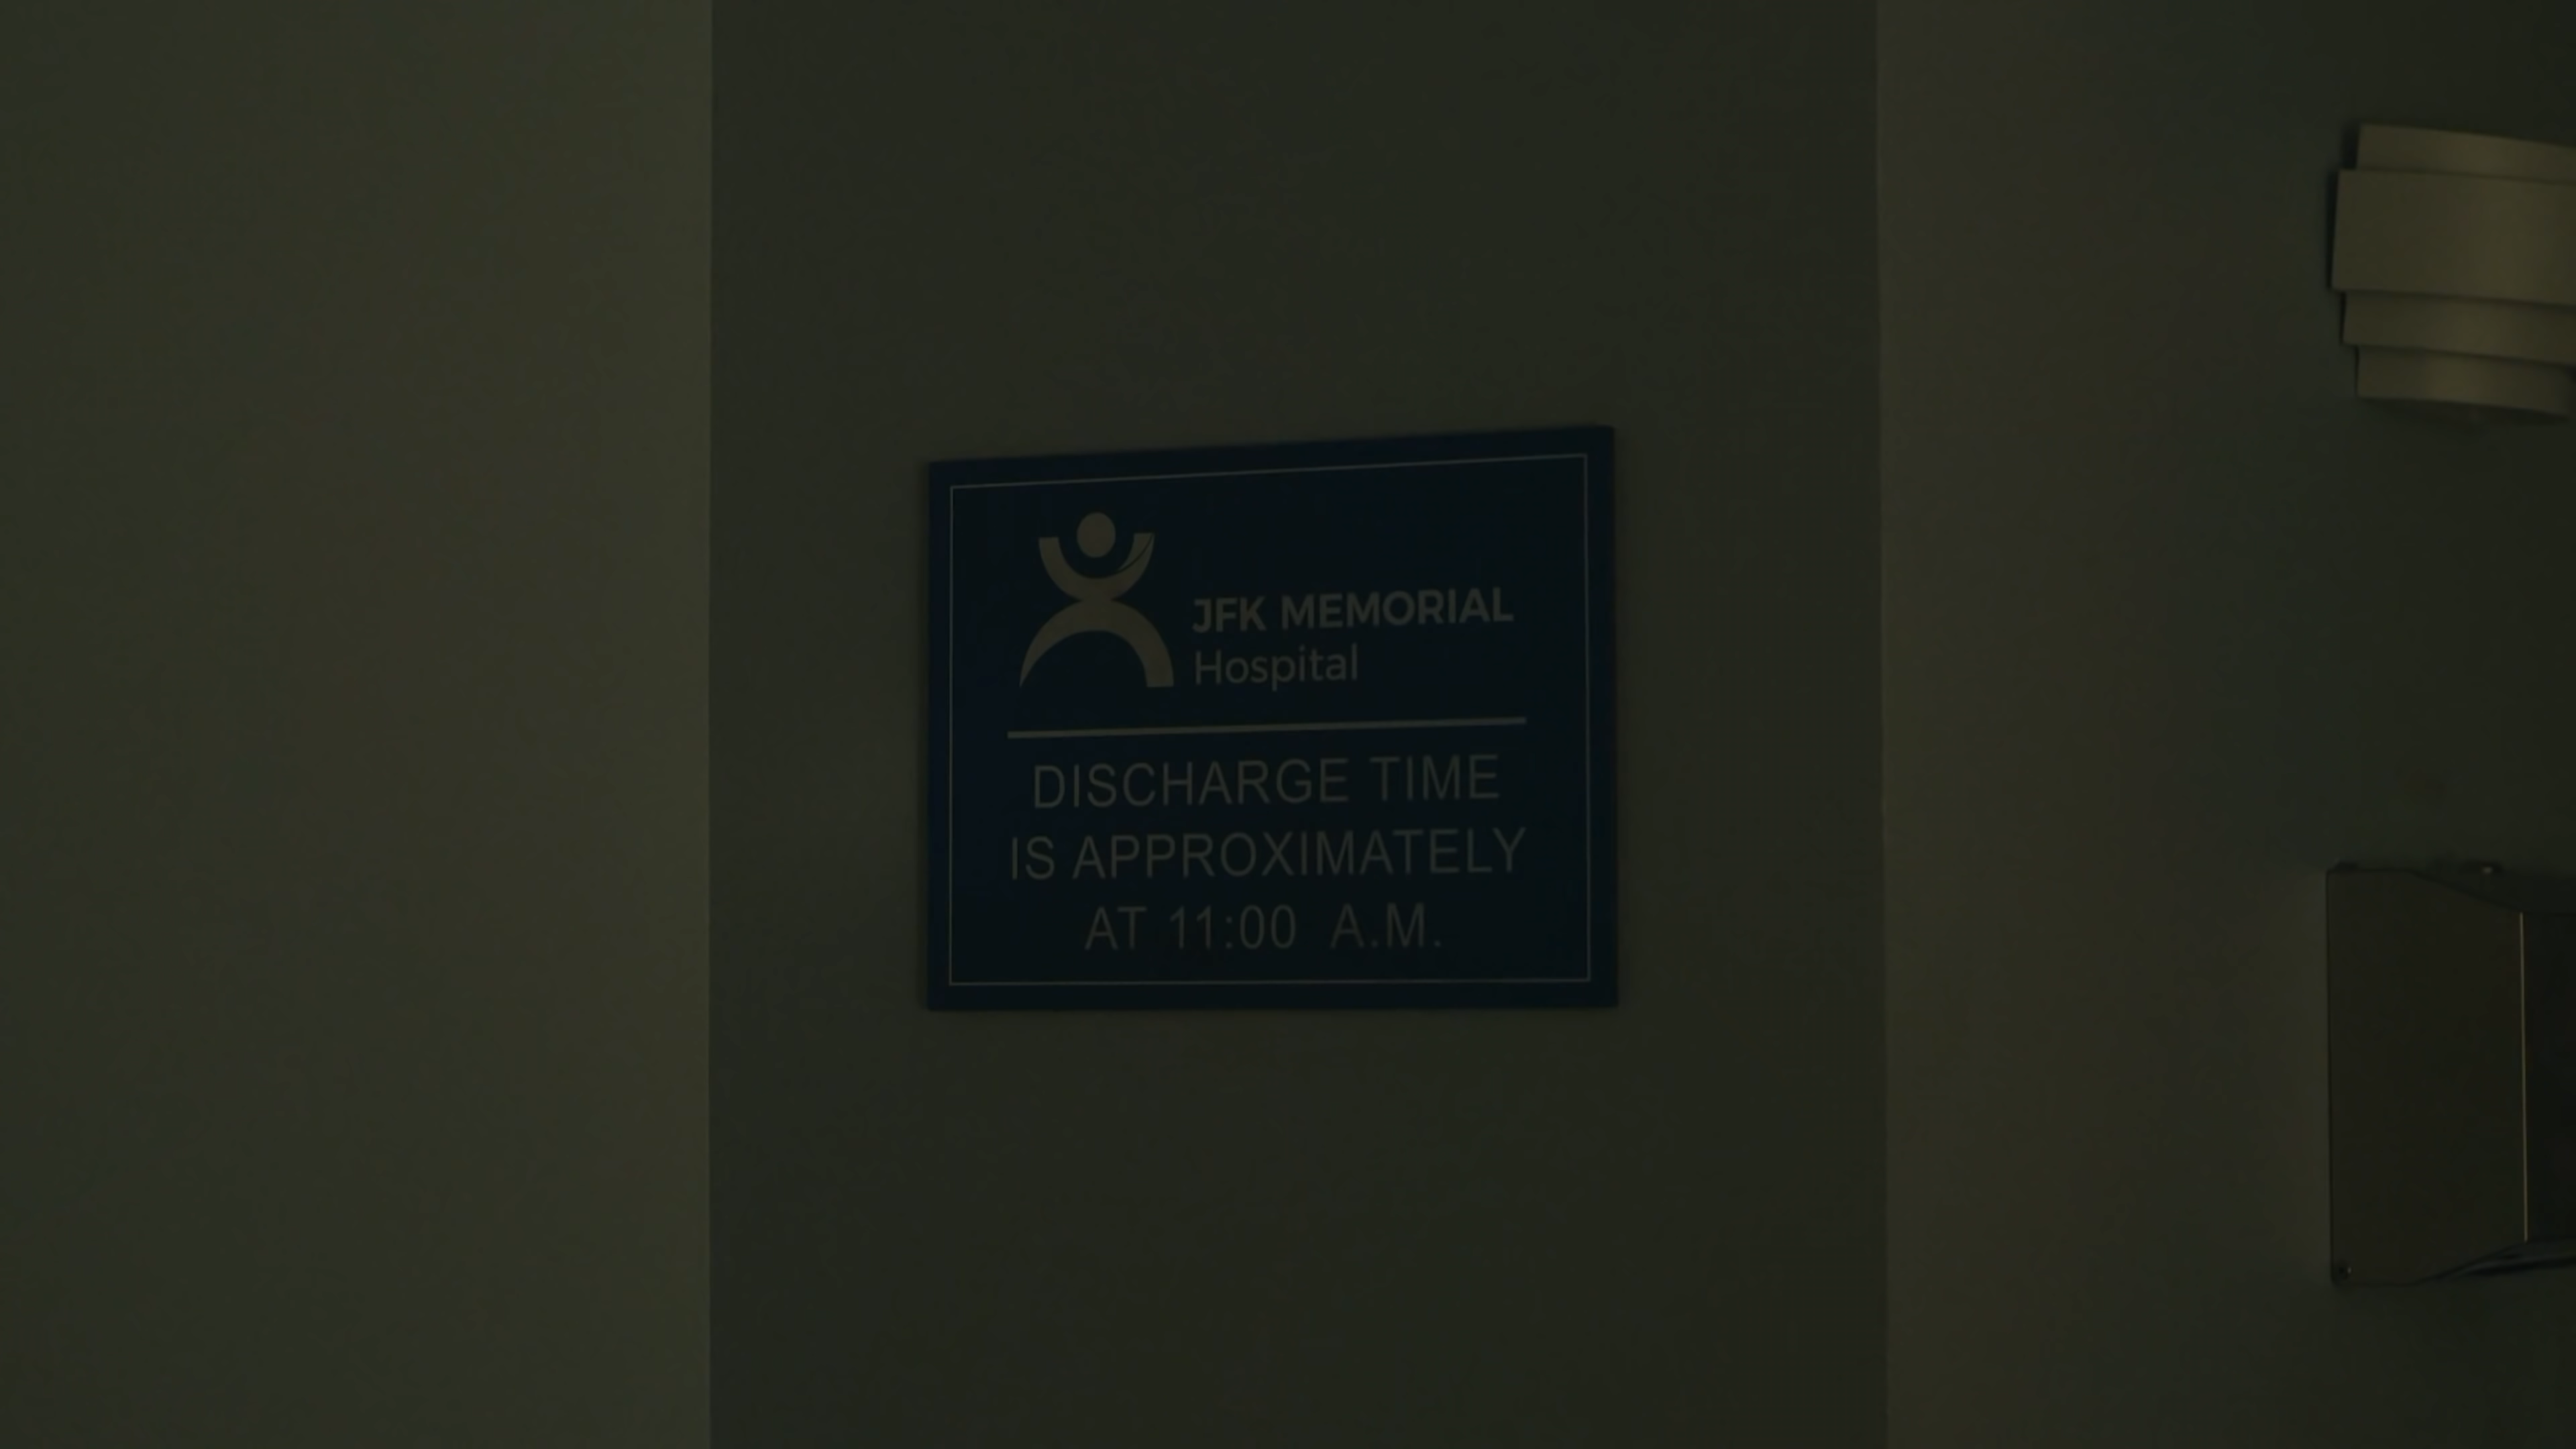 JFK MEMORIAL
Hospital
DISCHARGE TIME
IS APPROXIMATELY
AT 11:00 A.M.